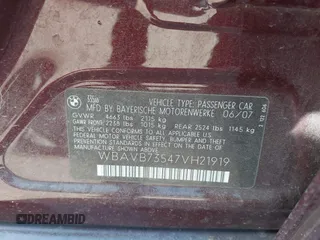 VEHICLE TYPE: PASSENGER CAR
MFD BY BAYERISCHE MOTORENWERKE 06/07
GVWR 4663 lbs 2115 kg
GAWR FRONT 2238 lbs 1015 kg REAR 2524 lbs 1145 kg
THIS VEHICLE CONFORMS TO ALL APPLICABLE U.S.
FEDERAL MOTOR VEHICLE SAFETY, BUMPER AND
THEFT PREVENTION STANDARDS IN EFFECT ON THE
DATE OF MANUFACTURE SHOWN ABOVE.
WBAVB73547VH21919
DREAMBID